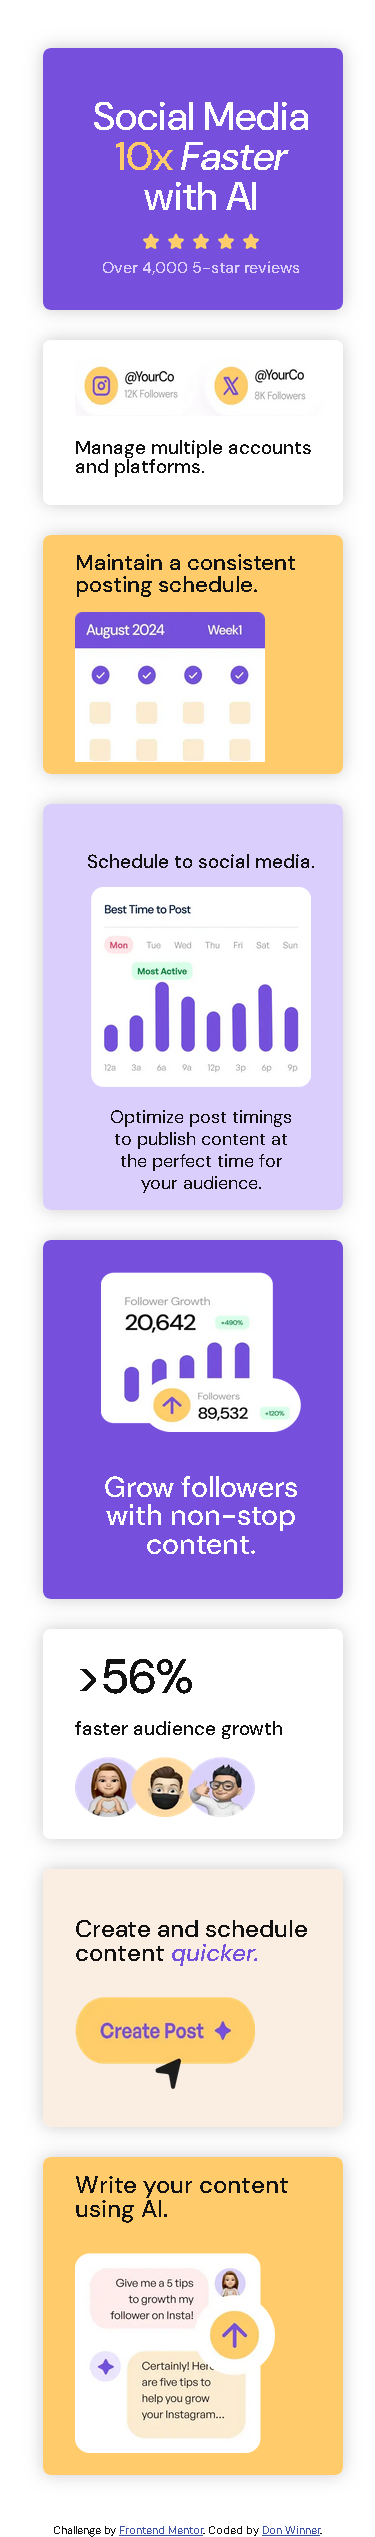 Social Media
10x Faster
with AI
Over 4,000 5-star reviews
@YourCo
12K Followers
@YourCo
8K Followers
Manage multiple accounts
and platforms.
Maintain a consistent
posting schedule.
August 2024 Week1
Schedule to social media.
Best Time to Post
Mon Tue Wed Thu Fri Sat Sun
Most Active
12a 3a 6a 9a 12p 3p 6p 9p
Optimize post timings
to publish content at
the perfect time for
your audience.
Follower Growth
20,642 +490%
Followers
89,532 +120%
Grow followers
with non-stop
content.
>56%
faster audience growth
Create and schedule
content quicker.
Create Post
Write your content
using AI.
Give me a 5 tips
to growth my
follower on Insta!
Certainly! Here
are five tips to
help you grow
your Instagram...
Challenge by Frontend Mentor. Coded by Don Winner.